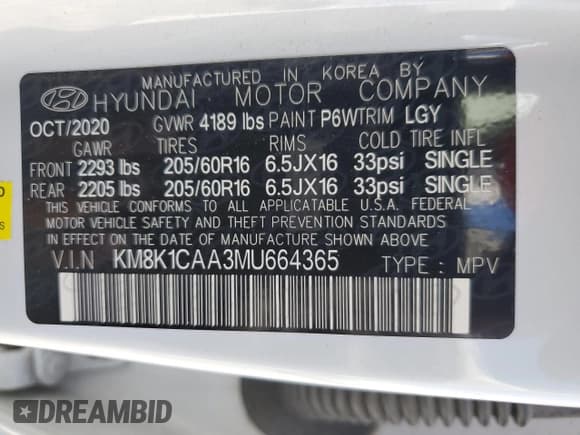 MANUFACTURED IN KOREA BY
HYUNDAI MOTOR COMPANY
OCT/2020 GVWR 4189 lbs PAINT P6W TRIM LGY
GAWR TIRES RIMS COLD TIRE INFL
FRONT 2293 lbs 205/60R16 6.5JX16 33psi SINGLE
REAR 2205 lbs 205/60R16 6.5JX16 33psi SINGLE
THIS VEHICLE CONFORMS TO ALL APPLICATABLE U.S.A. FEDERAL
MOTOR VEHICLE SAFETY AND THEFT PREVENTION STANDARDS
IN EFFECT ON THE DATE OF MANUFACTURE SHOWN ABOVE.
V.I.N KM8K1CAA3MU664365 TYPE : MPV
DREAMBID